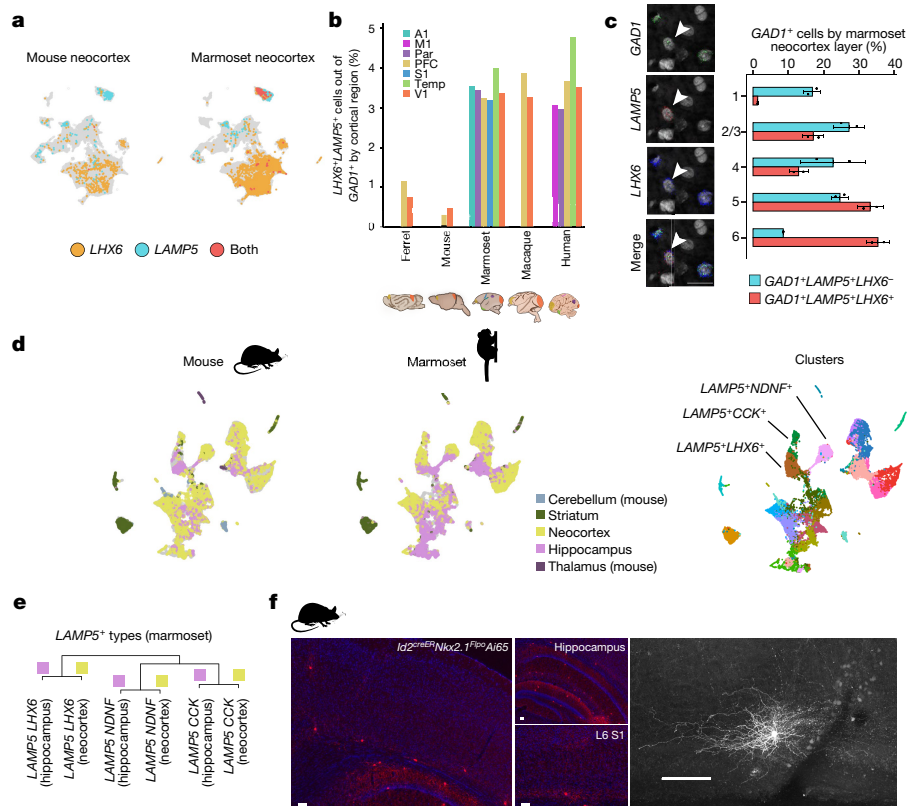 a
Mouse neocortex
Marmoset neocortex
LHX6
LAMP5
Both
b
LHX6+LAMP5+ cells out of
GAD1+ by cortical region (%)
5
4
3
2
1
0
A1
M1
Par
PFC
S1
Temp
V1
Ferret
Mouse
Marmoset
Macaque
Human
c
GAD1
LAMP5
LHX6
Merge
GAD1+ cells by marmoset
neocortex layer (%)
0 10 20 30 40
1
2/3
4
5
6
GAD1+LAMP5+LHX6−
GAD1+LAMP5+LHX6+
d
Mouse
Marmoset
Clusters
LAMP5+NDNF+
LAMP5+CCK+
LAMP5+LHX6+
Cerebellum (mouse)
Striatum
Neocortex
Hippocampus
Thalamus (mouse)
e
LAMP5+ types (marmoset)
LAMP5 LHX6
(hippocampus)
LAMP5 LHX6
(neocortex)
LAMP5 NDNF
(hippocampus)
LAMP5 NDNF
(neocortex)
LAMP5 CCK
(hippocampus)
LAMP5 CCK
(neocortex)
f
Id2creERNkx2.1FlpoAi65
Hippocampus
L6 S1